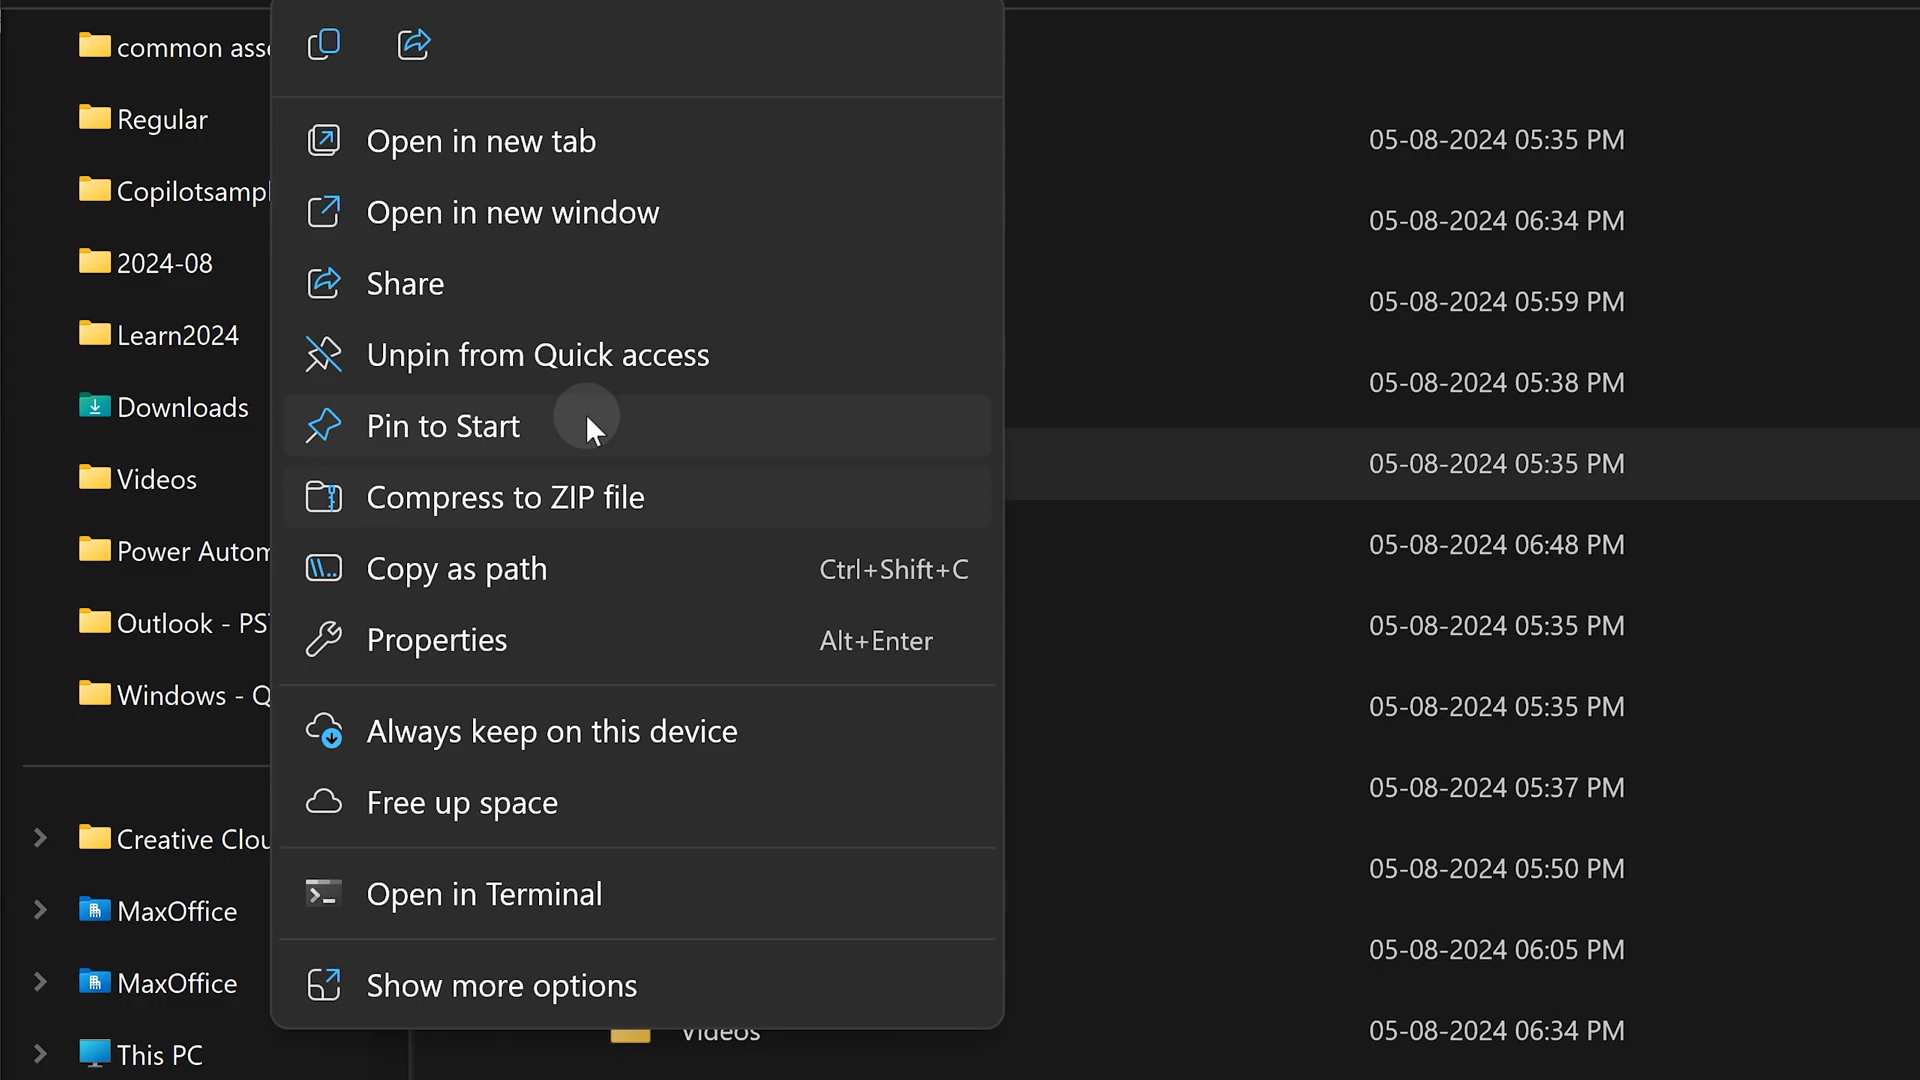 common asse
Regular
Copilotsampl
2024-08
Learn2024
Downloads
Videos
Power Autom
Outlook - PST
Windows - Q
Creative Clou
MaxOffice
MaxOffice
This PC
Open in new tab
Open in new window
Share
Unpin from Quick access
Pin to Start
Compress to ZIP file
Copy as path Ctrl+Shift+C
Properties Alt+Enter
Always keep on this device
Free up space
Open in Terminal
Show more options
Videos
05-08-2024 05:35 PM
05-08-2024 06:34 PM
05-08-2024 05:59 PM
05-08-2024 05:38 PM
05-08-2024 05:35 PM
05-08-2024 06:48 PM
05-08-2024 05:35 PM
05-08-2024 05:35 PM
05-08-2024 05:37 PM
05-08-2024 05:50 PM
05-08-2024 06:05 PM
05-08-2024 06:34 PM